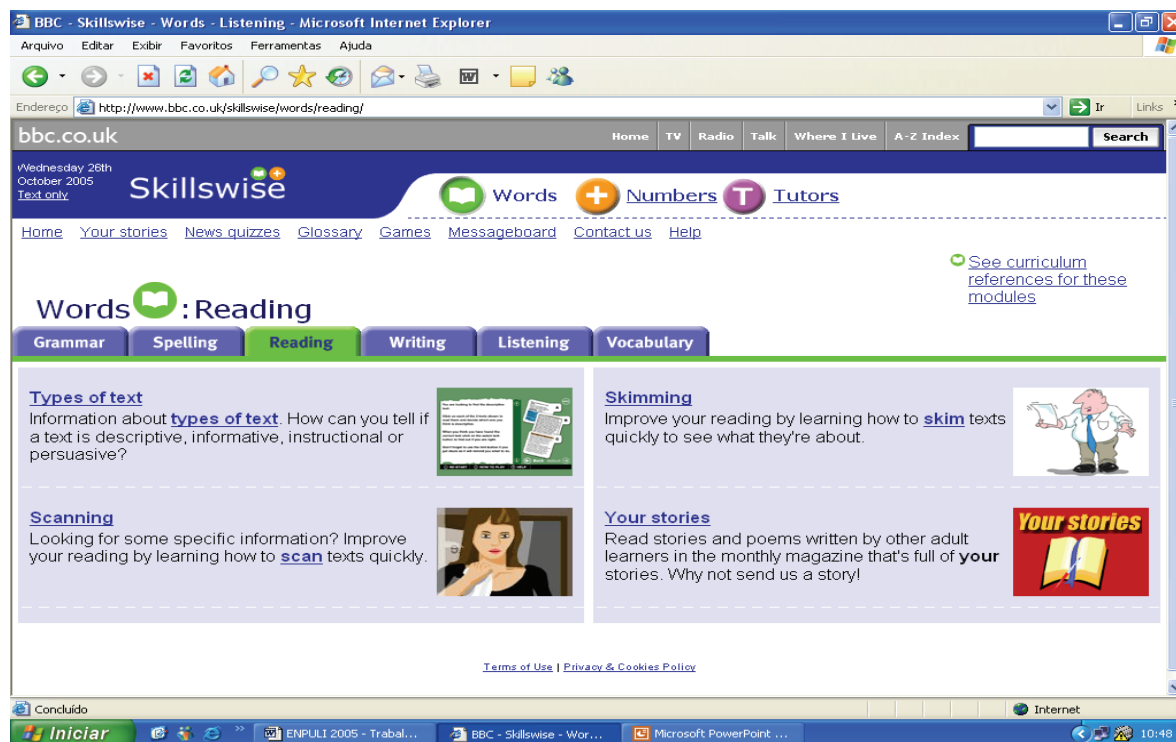 BBC - Skillswise - Words - Listening - Microsoft Internet Explorer
Arquivo Editar Exibir Favoritos Ferramentas Ajuda
Endereço http://www.bbc.co.uk/skillswise/words/reading/ Ir Links
bbc.co.uk Home TV Radio Talk Where I Live A-Z Index Search
Wednesday 26th
October 2005
Text only
Skillswise Words Numbers T Tutors
Home Your stories News quizzes Glossary Games Messageboard Contact us Help
See curriculum
references for these
modules
Words : Reading
Grammar Spelling Reading Writing Listening Vocabulary
Types of text
Information about types of text. How can you tell if
a text is descriptive, informative, instructional or
persuasive?
Skimming
Improve your reading by learning how to skim texts
quickly to see what they're about.
Scanning
Looking for some specific information? Improve
your reading by learning how to scan texts quickly.
Your stories
Read stories and poems written by other adult
learners in the monthly magazine that's full of your
stories. Why not send us a story!
Your stories
Terms of Use | Privacy & Cookies Policy
Concluído Internet
Iniciar ENPULI 2005 - Trabal... BBC - Skillswise - Wor... Microsoft PowerPoint ... 10:48